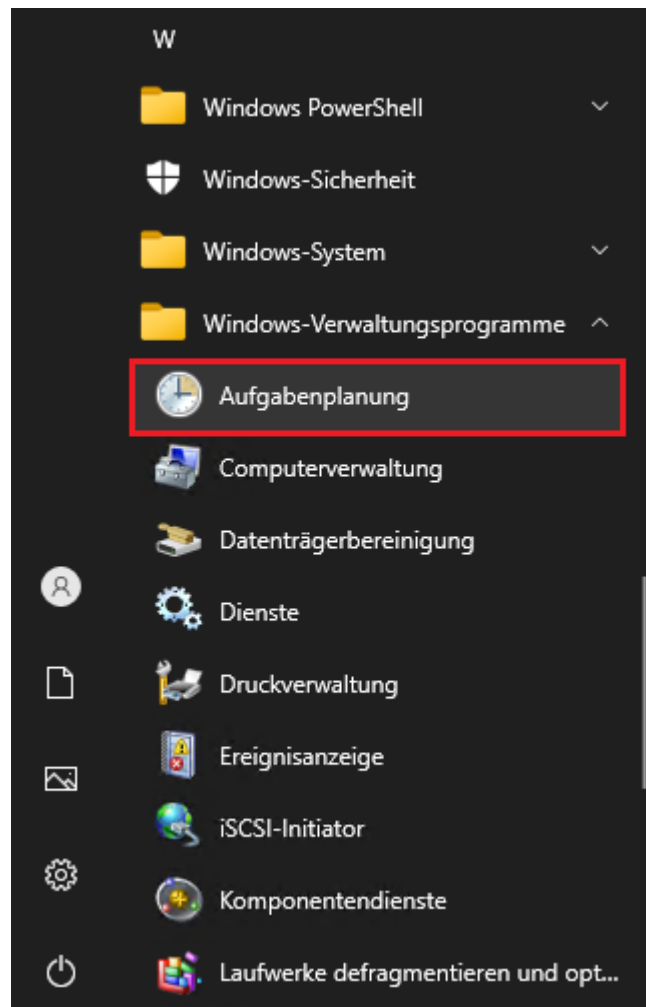 W
Windows PowerShell
Windows-Sicherheit
Windows-System
Windows-Verwaltungsprogramme
Aufgabenplanung
Computerverwaltung
Datenträgerbereinigung
Dienste
Druckverwaltung
Ereignisanzeige
iSCSI-Initiator
Komponentendienste
Laufwerke defragmentieren und opt...